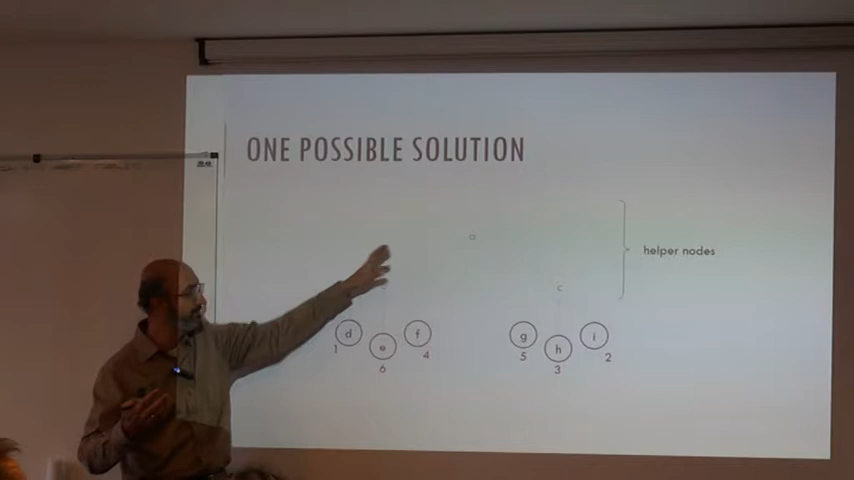 ONE POSSIBLE SOLUTION
a
helper nodes
c
d e f g h i
1 6 4 5 3 2